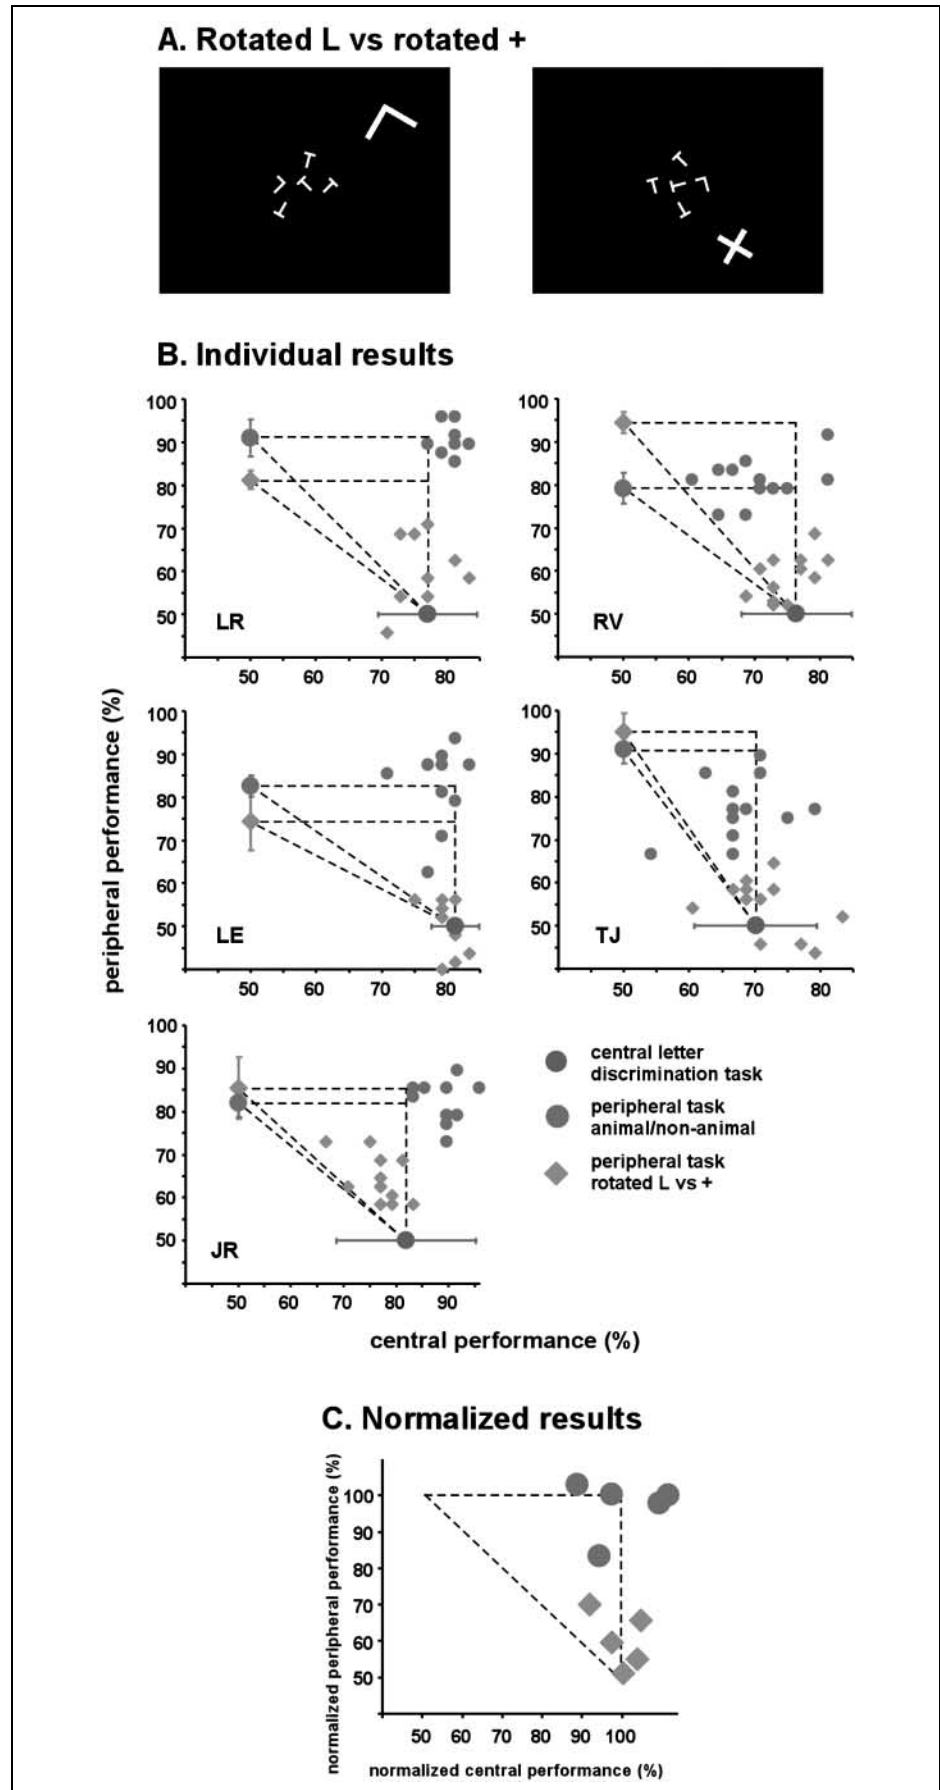 A. Rotated L vs rotated +
B. Individual results
100
90
80
70
60
50
LR
50 60 70 80
100
90
80
70
60
50
RV
50 60 70 80
peripheral performance (%)
100
90
80
70
60
50
LE
50 60 70 80
100
90
80
70
60
50
TJ
50 60 70 80
100
90
80
70
60
50
JR
50 60 70 80 90
central letter
discrimination task
peripheral task
animal/non-animal
peripheral task
rotated L vs +
central performance (%)
C. Normalized results
normalized peripheral performance (%)
100
90
80
70
60
50
50 60 70 80 90 100
normalized central performance (%)